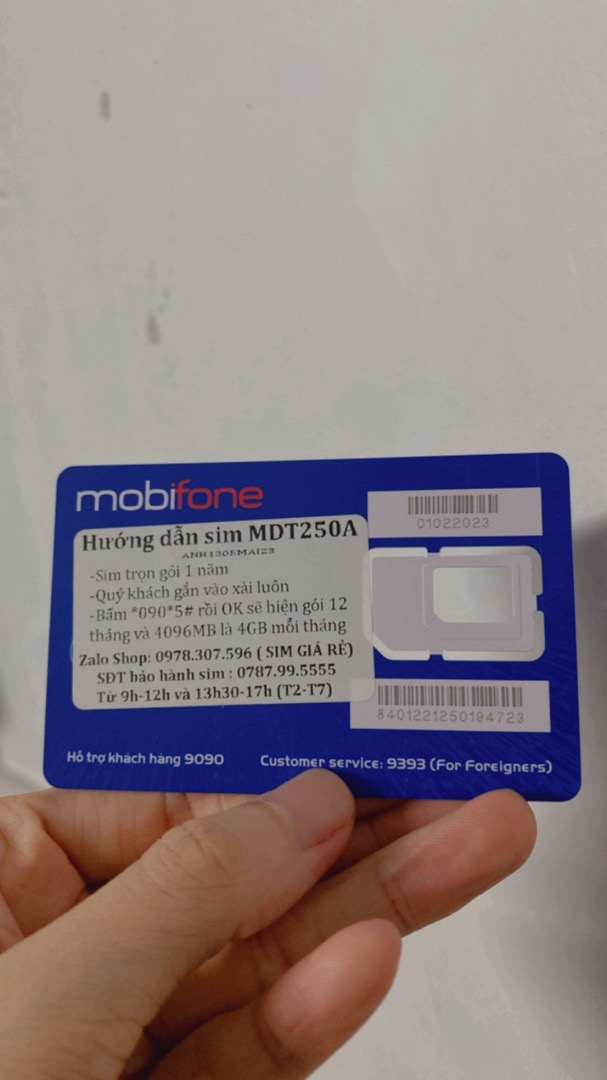 mobifone
01022023
Hướng dẫn sim MDT250A
ANH1305MAI23
-Sim trọn gói 1 năm
-Quý khách gắn vào xài luôn
-Bấm *090*5# rồi OK sẽ hiện gói 12
tháng và 4096MB là 4GB mỗi tháng
Zalo Shop: 0978.307.596 ( SIM GIÁ RẺ)
SĐT bảo hành sim : 0787.99.5555
Từ 9h-12h và 13h30-17h (T2-T7)
8401221250194723
Hỗ trợ khách hàng 9090
Customer service: 9393 (For Foreigners)